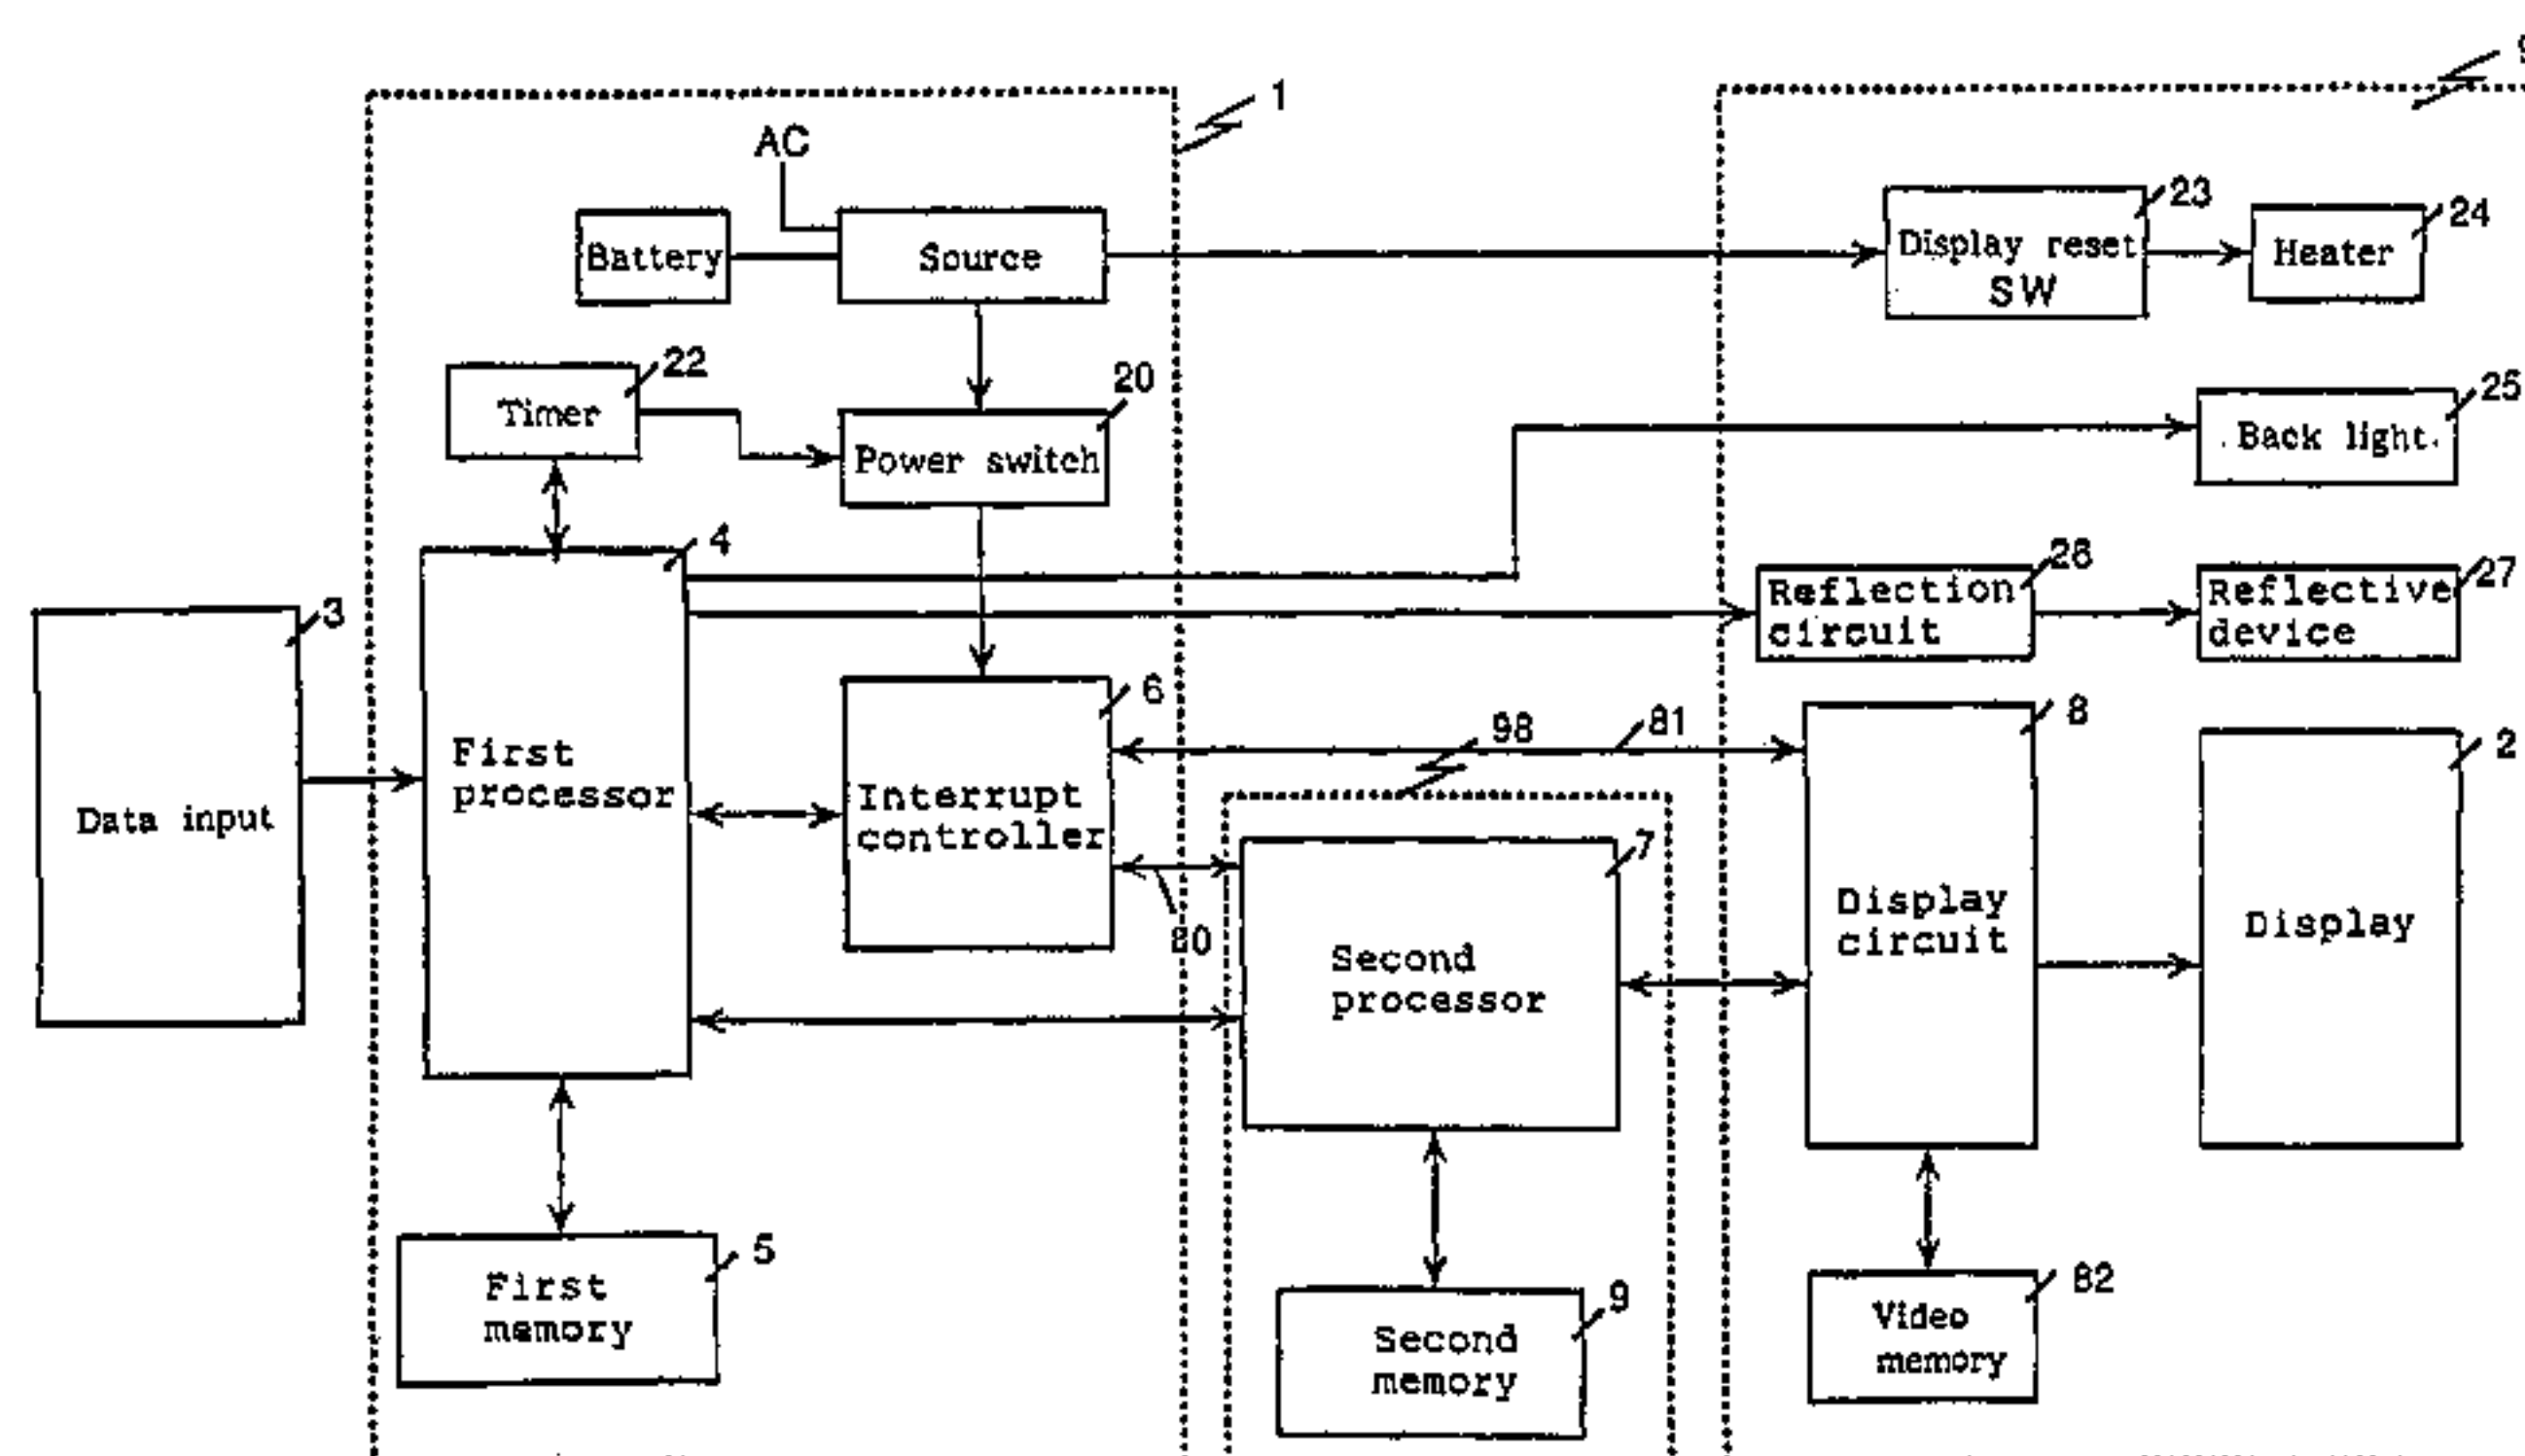 1
AC
Battery
Source
Display reset
SW
23
Heater
24
22
Timer
20
Power switch
25
Back light
4
26
Reflection
circuit
27
Reflective
device
3
Data input
First
processor
6
Interrupt
controller
98
81
8
Display
circuit
2
Display
7
Second
processor
5
First
memory
9
Second
memory
82
Video
memory